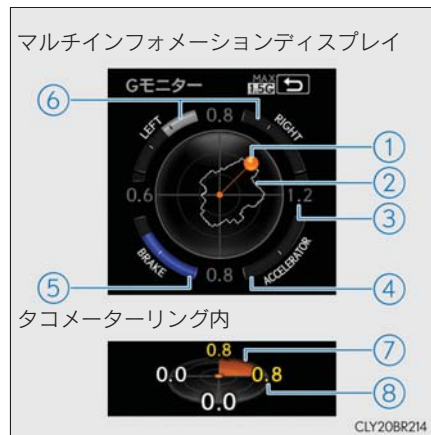 マルチインフォメーションディスプレイ
Gモニター MAX 1.5G
6
LEFT 0.8 RIGHT
1
2
0.6 1.2
3
BRAKE 0.8 ACCELERATOR
5 4
タコメーターリング内
0.8 7
0.0 0.8
8
0.0
CLY20BR214